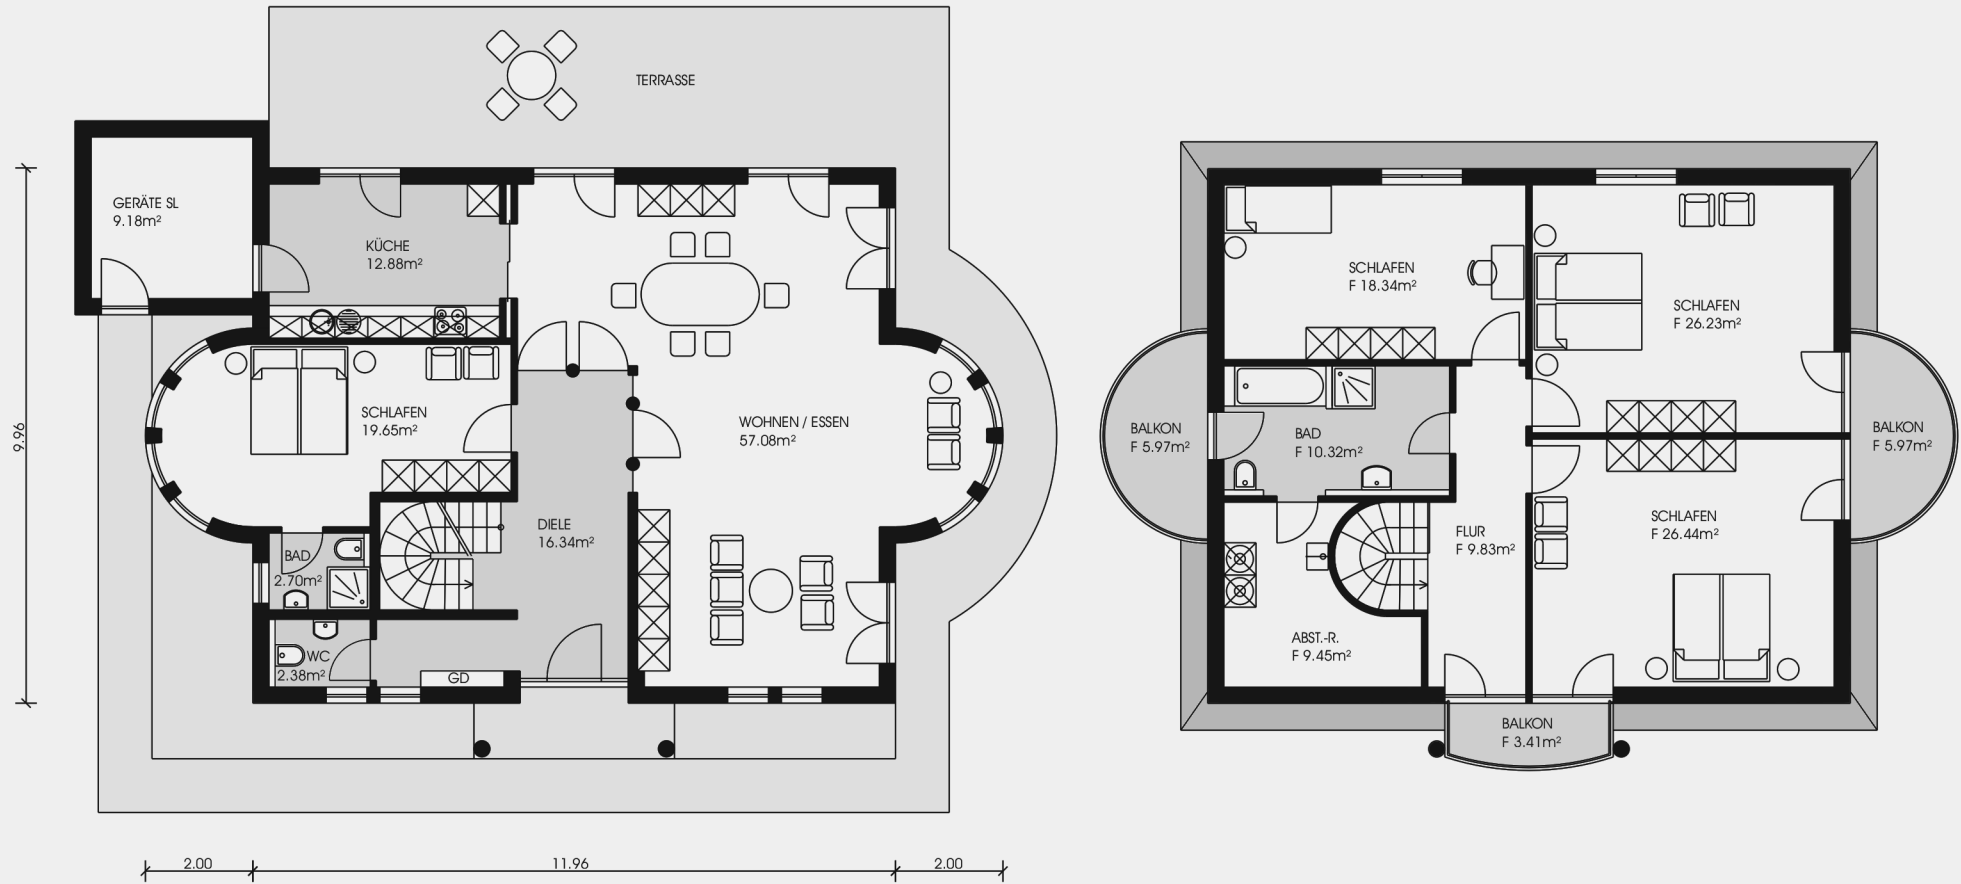 TERRASSE
GERÄTE SL
9.18m²
KÜCHE
12.88m²
SCHLAFEN
19.65m²
WOHNEN / ESSEN
57.08m²
DIELE
16.34m²
BAD
2.70m²
WC
2.38m²
GD
9.96
2.00
11.96
2.00
SCHLAFEN
F 18.34m²
SCHLAFEN
F 26.23m²
BALKON
F 5.97m²
BAD
F 10.32m²
BALKON
F 5.97m²
SCHLAFEN
F 26.44m²
FLUR
F 9.83m²
ABST.-R.
F 9.45m²
BALKON
F 3.41m²